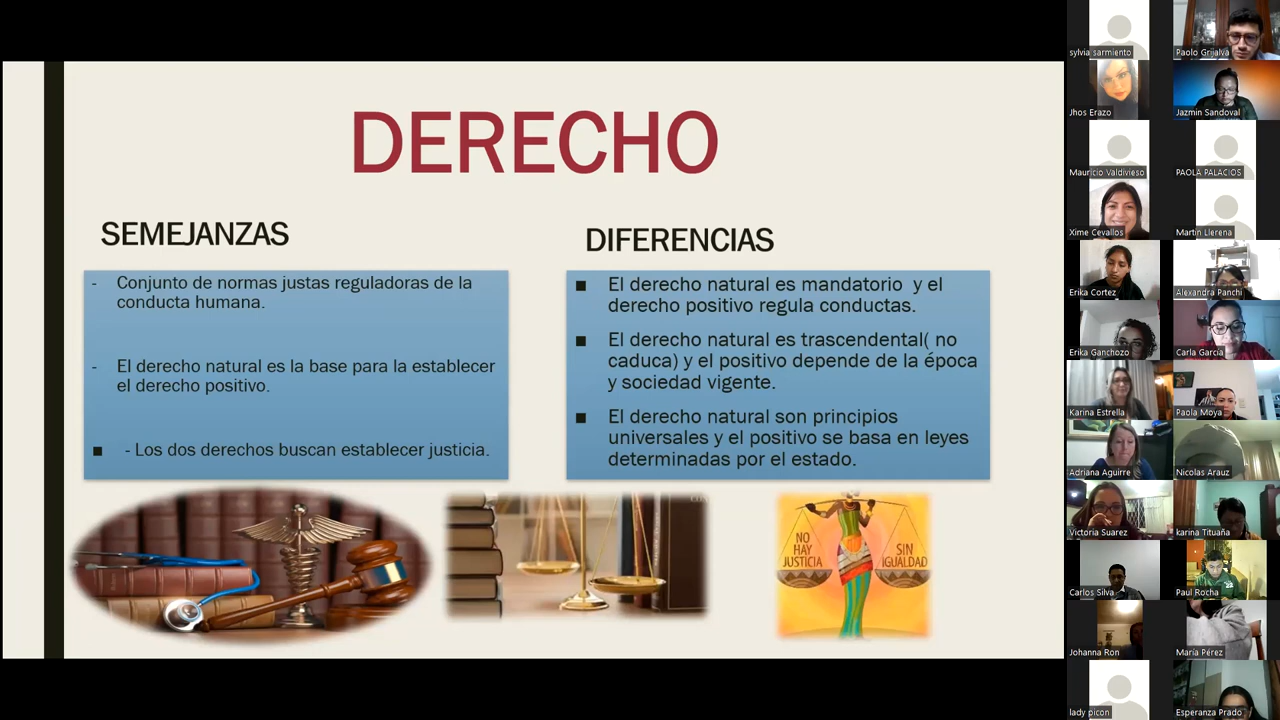 DERECHO
SEMEJANZAS
- Conjunto de normas justas reguladoras de la
conducta humana.
- El derecho natural es la base para la establecer
el derecho positivo.
■ - Los dos derechos buscan establecer justicia.
DIFERENCIAS
■ El derecho natural es mandatorio y el
derecho positivo regula conductas.
■ El derecho natural es trascendental( no
caduca) y el positivo depende de la época
y sociedad vigente.
■ El derecho natural son principios
universales y el positivo se basa en leyes
determinadas por el estado.
NO
HAY
JUSTICIA
SIN
IGUALDAD
sylvia sarmiento
Paolo Grijalva
Jhos Erazo
Jazmin Sandoval
Mauricio Valdivieso
PAOLA PALACIOS
Xime Cevallos
Martin Llerena
Erika Cortez
Alexandra Panchi
Erika Ganchozo
Carla Garcia
Karina Estrella
Paola Moya
Adriana Aguirre
Nicolas Arauz
Victoria Suarez
karina Tituaña
Carlos Silva
Paul Rocha
Johanna Ron
María Pérez
lady picon
Esperanza Prado